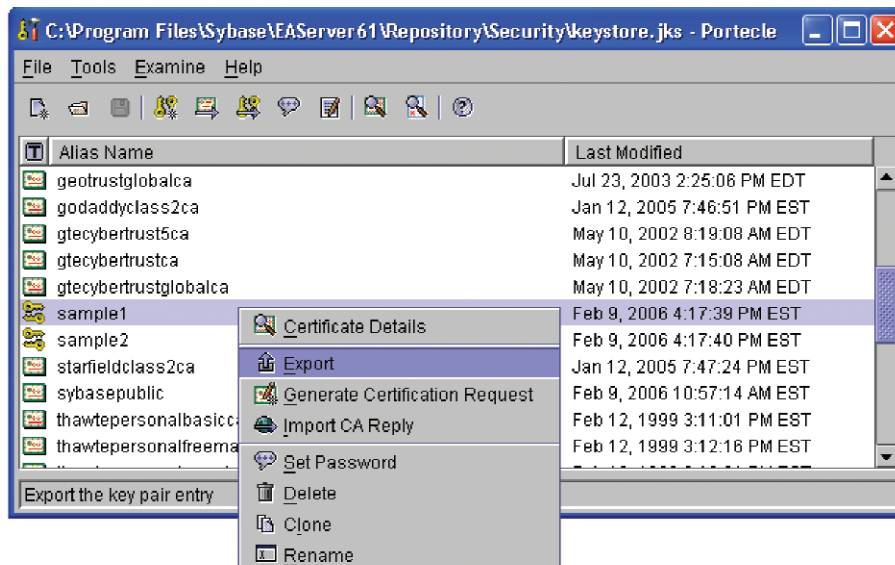 C:\Program Files\Sybase\EAServer61\Repository\Security\keystore.jks - Portecle
File Tools Examine Help
T Alias Name Last Modified
geotrustglobalca Jul 23, 2003 2:25:06 PM EDT
godaddyclass2ca Jan 12, 2005 7:46:51 PM EST
gtecybertrust5ca May 10, 2002 8:19:08 AM EDT
gtecybertrustca May 10, 2002 7:15:08 AM EDT
gtecybertrustglobalca May 10, 2002 7:18:23 AM EDT
sample1 Feb 9, 2006 4:17:39 PM EST
sample2 Feb 9, 2006 4:17:40 PM EST
starfieldclass2ca Jan 12, 2005 7:47:24 PM EST
sybasepublic Feb 9, 2006 10:57:14 AM EST
thawtepersonalbasicc Feb 12, 1999 3:11:01 PM EST
thawtepersonalfreema Feb 12, 1999 3:12:16 PM EST
Export the key pair entry
Certificate Details
Export
Generate Certification Request
Import CA Reply
Set Password
Delete
Clone
Rename